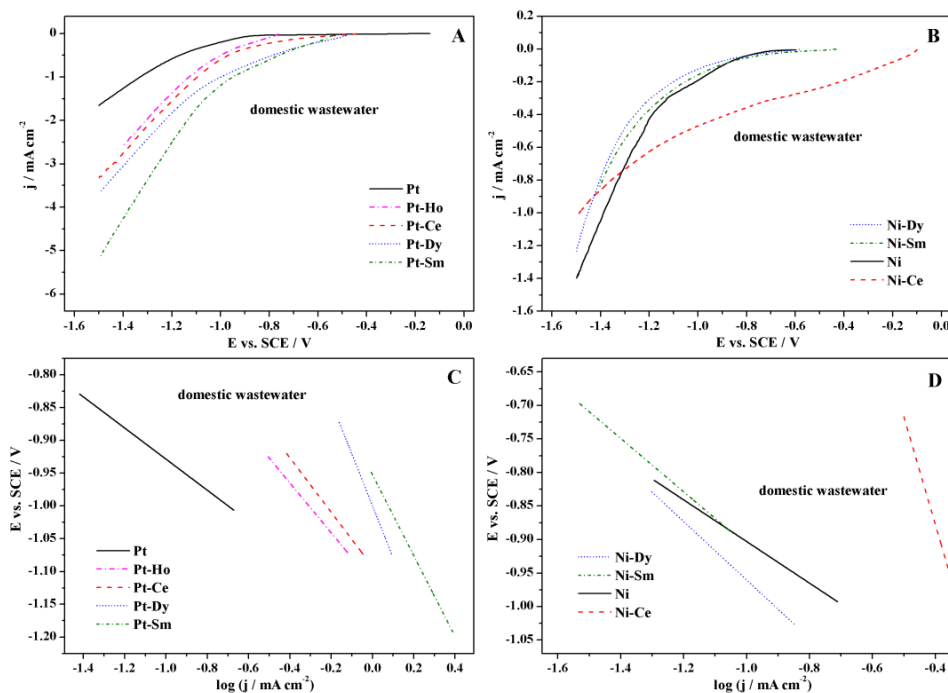 A
0
-1
-2
-3
-4
-5
-6
j / mA cm-2
domestic wastewater
Pt
Pt-Ho
Pt-Ce
Pt-Dy
Pt-Sm
-1.6 -1.4 -1.2 -1.0 -0.8 -0.6 -0.4 -0.2 0.0
E vs. SCE / V
B
0.0
-0.2
-0.4
-0.6
-0.8
-1.0
-1.2
-1.4
-1.6
j / mA cm-2
domestic wastewater
Ni-Dy
Ni-Sm
Ni
Ni-Ce
-1.6 -1.4 -1.2 -1.0 -0.8 -0.6 -0.4 -0.2 0.0
E vs. SCE / V
C
-0.80
-0.85
-0.90
-0.95
-1.00
-1.05
-1.10
-1.15
-1.20
E vs. SCE / V
domestic wastewater
Pt
Pt-Ho
Pt-Ce
Pt-Dy
Pt-Sm
-1.4 -1.2 -1.0 -0.8 -0.6 -0.4 -0.2 0.0 0.2 0.4
log (j / mA cm-2)
D
-0.65
-0.70
-0.75
-0.80
-0.85
-0.90
-0.95
-1.00
-1.05
E vs. SCE / V
domestic wastewater
Ni-Dy
Ni-Sm
Ni
Ni-Ce
-1.6 -1.4 -1.2 -1.0 -0.8 -0.6 -0.4
log (j / mA cm-2)